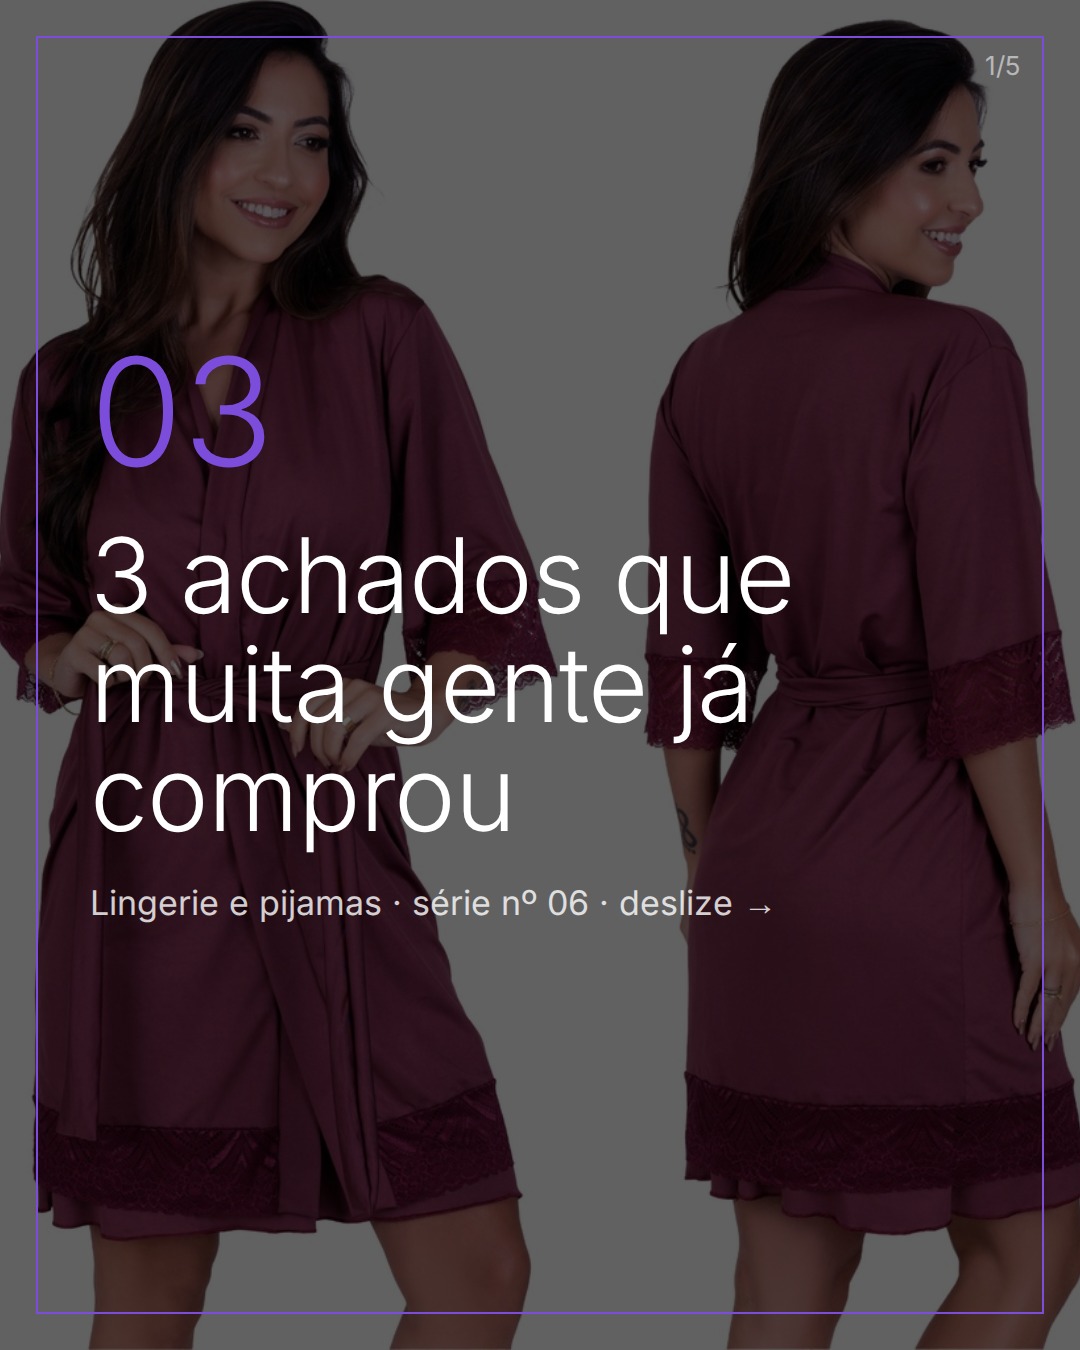 1/5
03
3 achados que
muita gente já
comprou
Lingerie e pijamas · série nº 06 · deslize →